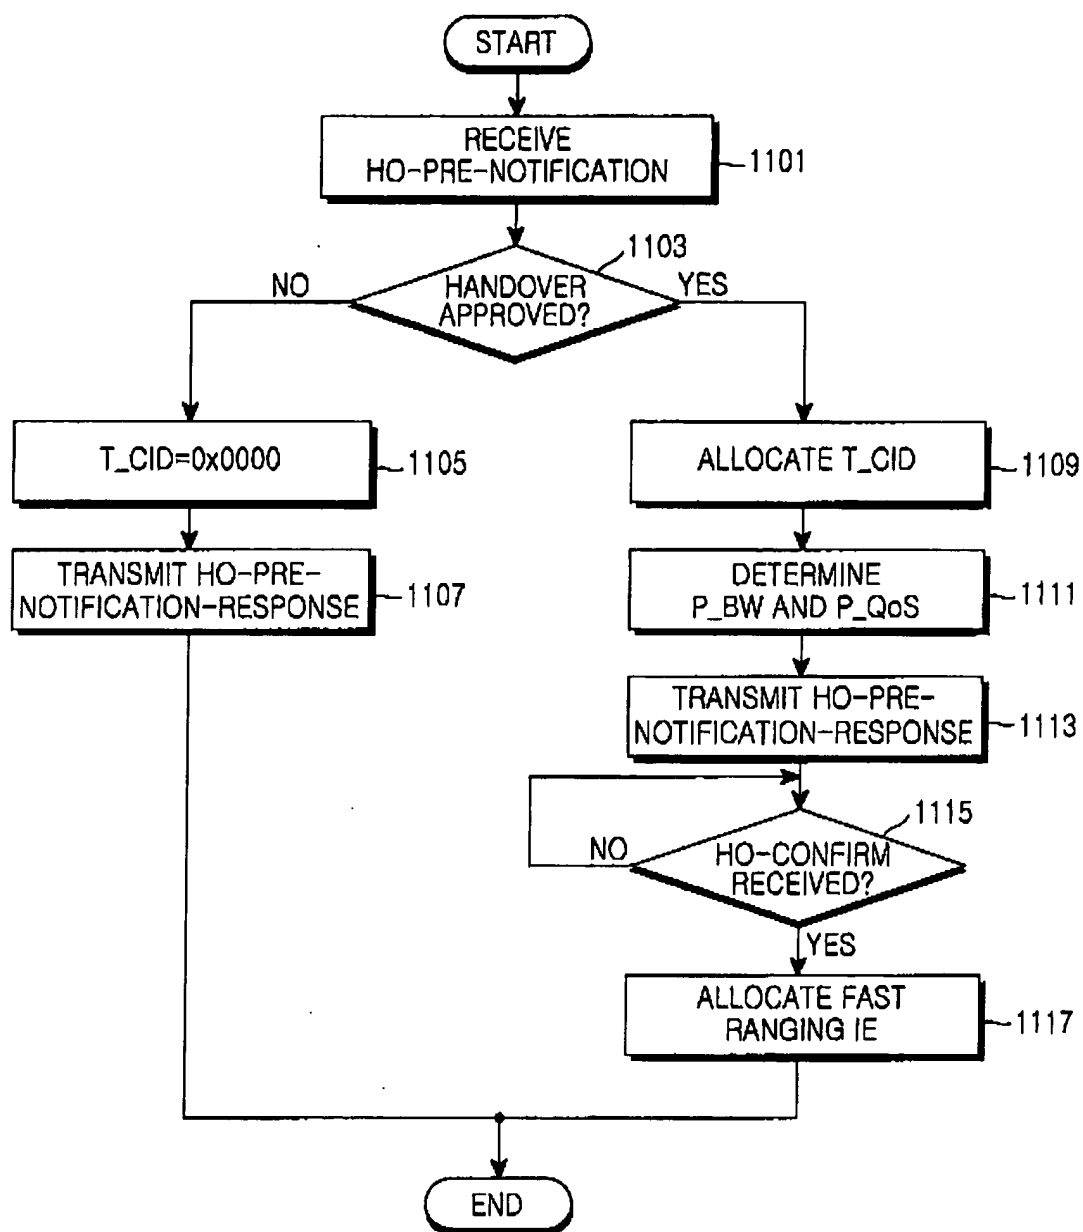 START
RECEIVE
HO-PRE-NOTIFICATION
1101
1103
HANDOVER
APPROVED?
NO
YES
T_CID=0x0000
1105
TRANSMIT HO-PRE-
NOTIFICATION-RESPONSE
1107
ALLOCATE T_CID
1109
DETERMINE
P_BW AND P_QoS
1111
TRANSMIT HO-PRE-
NOTIFICATION-RESPONSE
1113
1115
HO-CONFIRM
RECEIVED?
NO
YES
ALLOCATE FAST
RANGING IE
1117
END